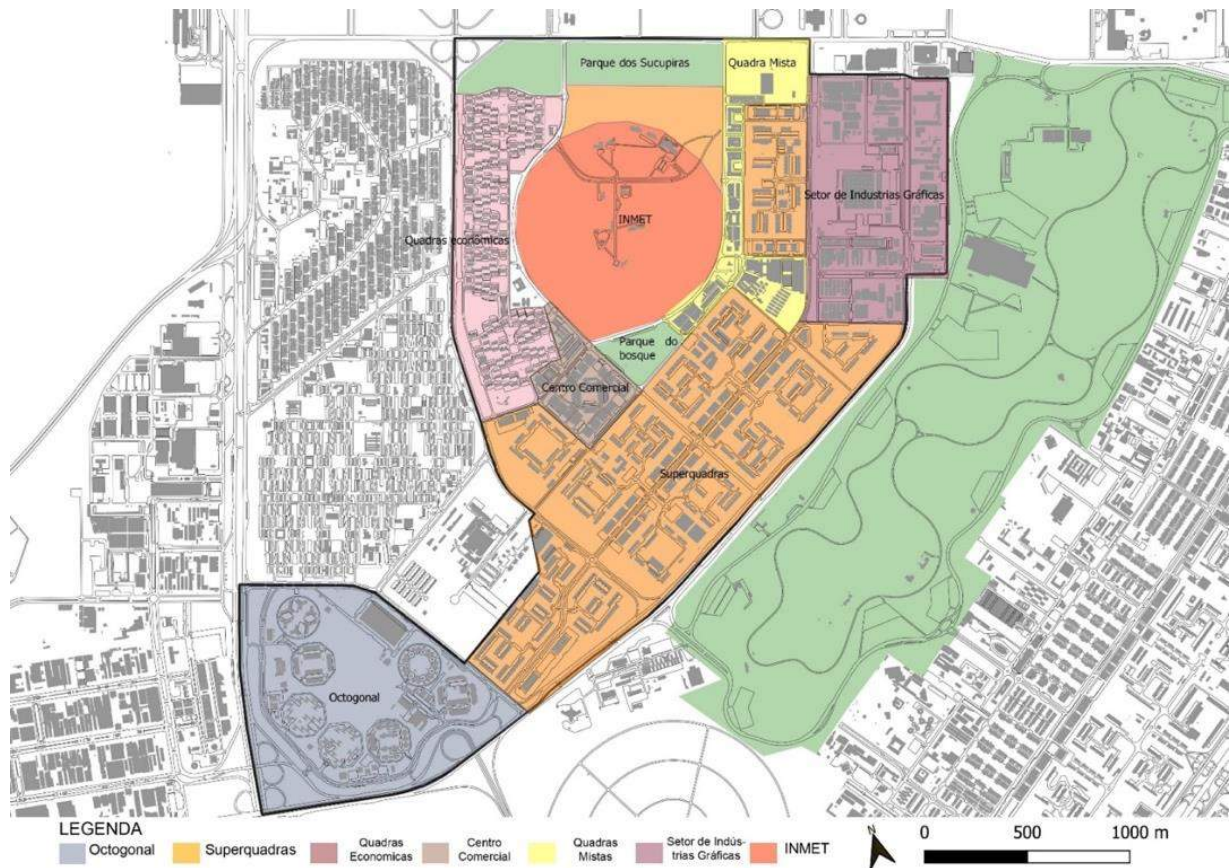 Parque dos Sucupiras
Quadra Mista
Setor de Industrias Gráficas
INMET
Quadras econômicas
Parque do
bosque
Centro Comercial
Superquadras
Octogonal
LEGENDA
Octogonal
Superquadras
Quadras
Economicas
Centro
Comercial
Quadras
Mistas
Setor de Indús-
trias Gráficas
INMET
N
0 500 1000 m